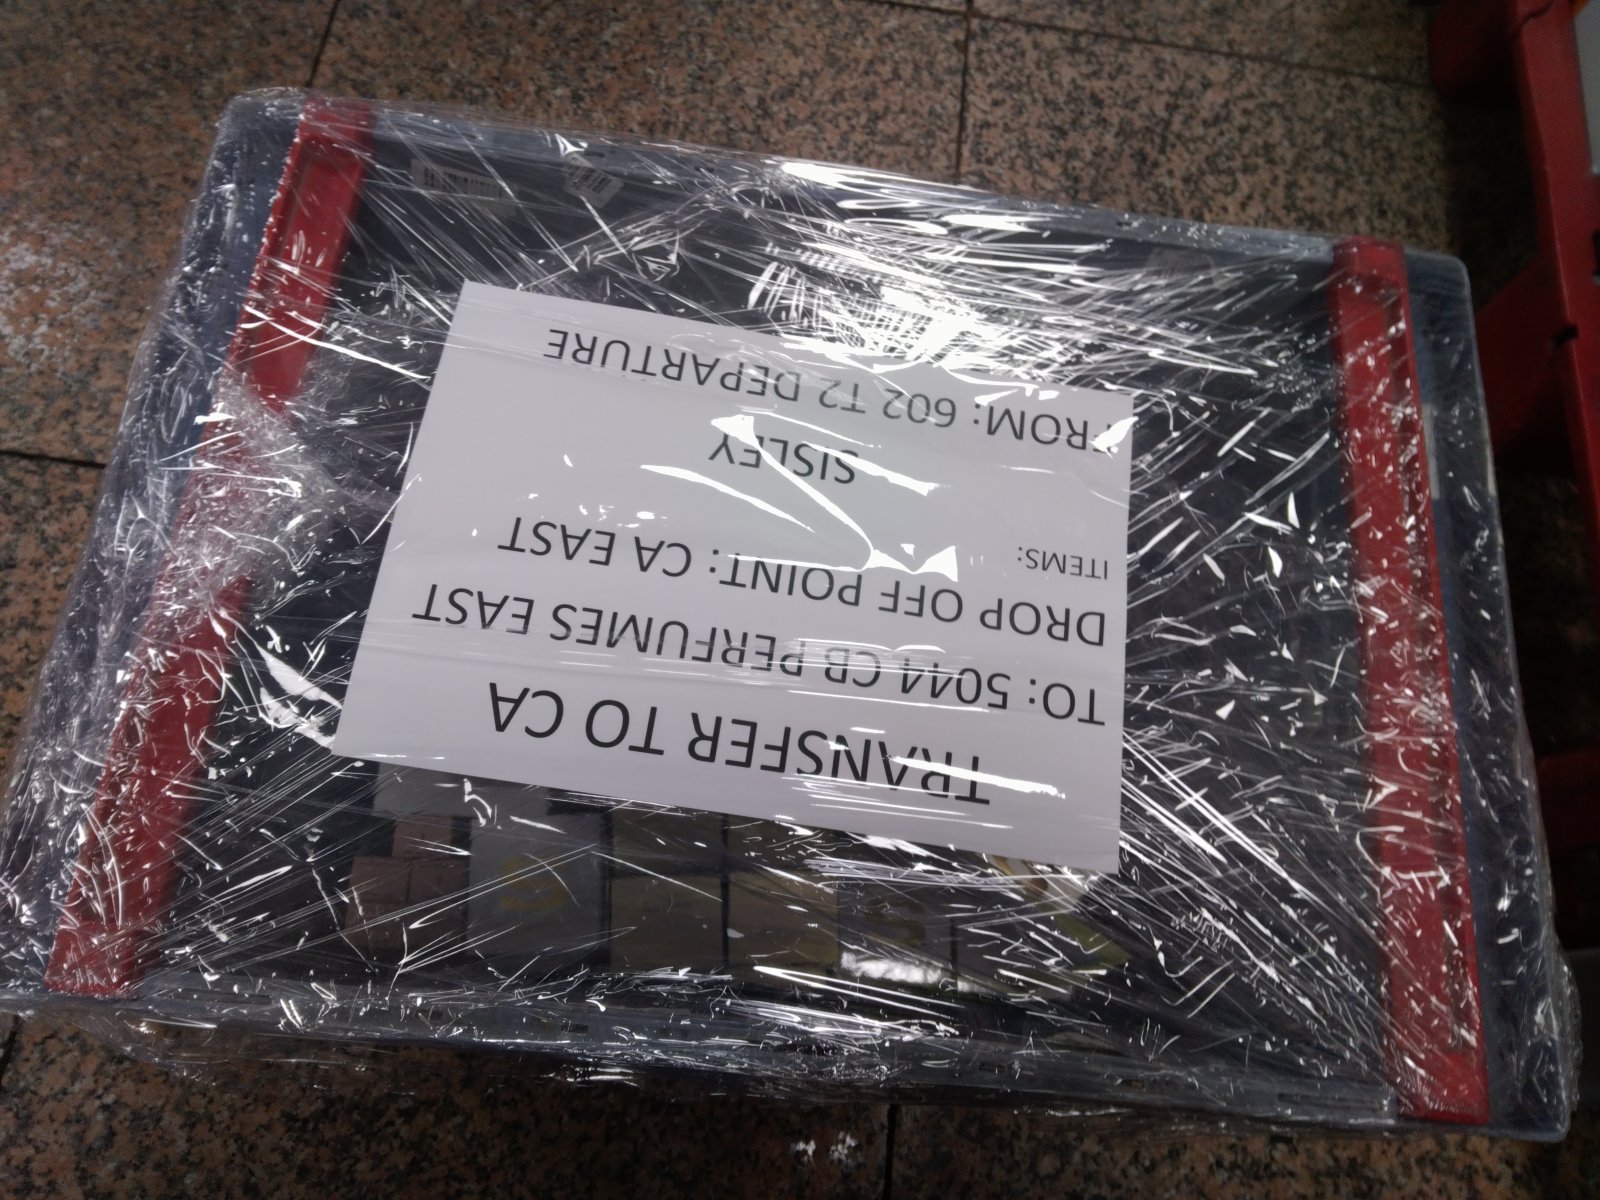 TRANSFER TO CA
TO: 5044 CB PERFUMES EAST
DROP OFF POINT: CA EAST
ITEMS:
SISLEY
FROM: 602 T2 DEPARTURE